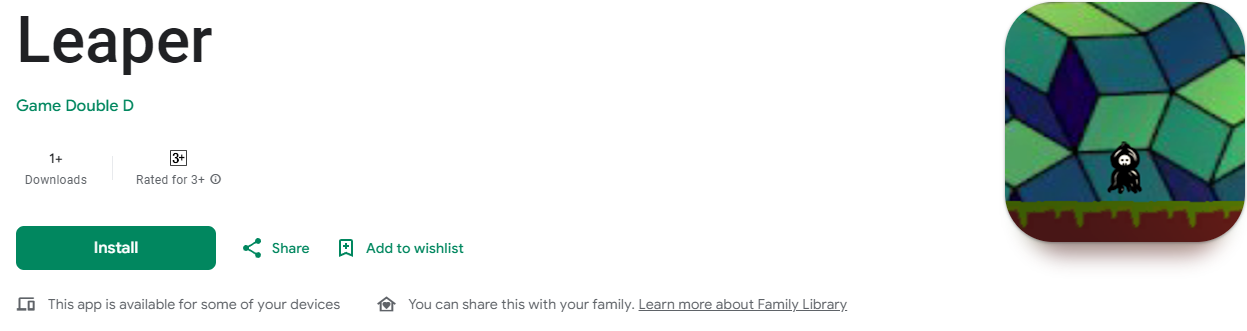 Leaper
Game Double D
1+
3+
Downloads
Rated for 3+
Install
Share
Add to wishlist
This app is available for some of your devices
You can share this with your family. Learn more about Family Library